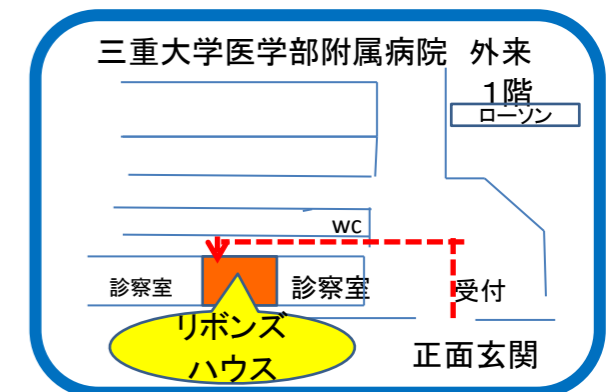 三重大学医学部附属病院 外来
1階
ローソン
wc
診察室
診察室
受付
リボンズ
ハウス
正面玄関